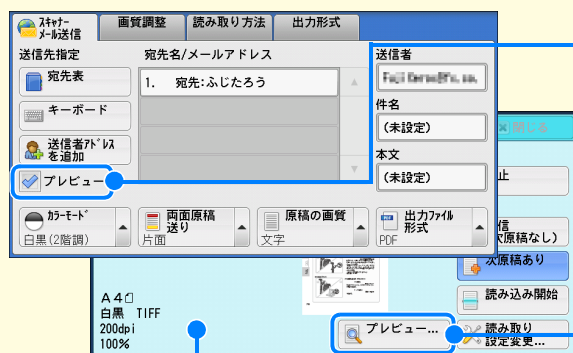 ｽｷｬﾅｰ
ﾒｰﾙ送信
画質調整
読み取り方法
出力形式
送信先指定
宛先名/メールアドレス
送信者
宛先表
1. 宛先:ふじたろう
キーボード
件名
(未設定)
送信者ｱﾄﾞﾚｽ
を追加
本文
(未設定)
プレビュー
ｶﾗｰﾓｰﾄﾞ
白黒(2階調)
両面原稿
送り
片面
原稿の画質
文字
出力ﾌｧｲﾙ
形式
PDF
閉じる
止
信
次原稿なし)
次原稿あり
読み込み開始
A4
白黒 TIFF
200dpi
100%
プレビュー...
読み取り
設定変更...